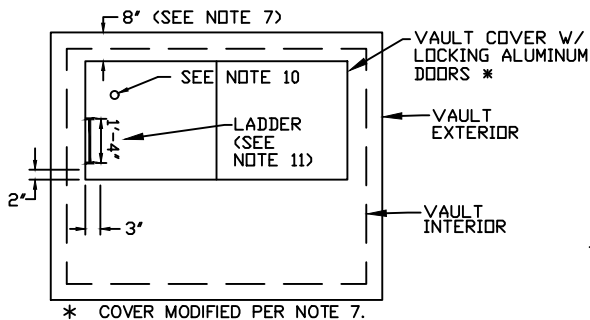 8" (SEE NOTE 7)
VAULT COVER W/
LOCKING ALUMINUM
DOORS *
SEE NOTE 10
1'-4"
LADDER
(SEE
NOTE 11)
VAULT
EXTERIOR
2"
3"
VAULT
INTERIOR
* COVER MODIFIED PER NOTE 7.